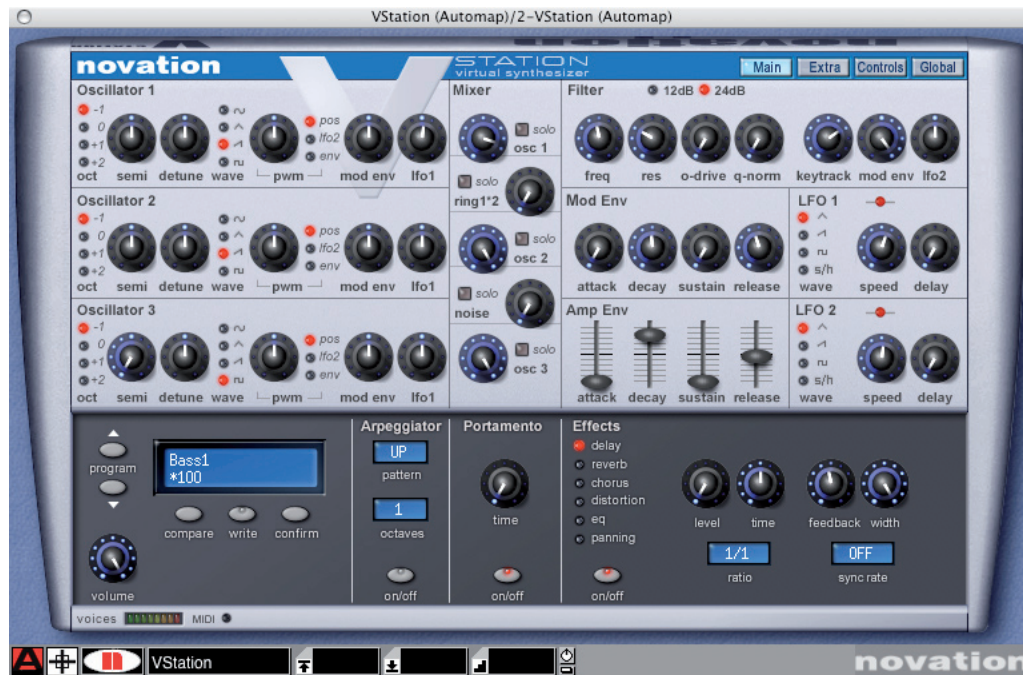 VStation (Automap)/2-VStation (Automap)
novation
STATION
virtual synthesizer
Main Extra Controls Global
Oscillator 1
-1
0
+1
+2
oct semi detune wave pwm
pos
lfo2
env
mod env lfo1
Oscillator 2
-1
0
+1
+2
oct semi detune wave pwm
pos
lfo2
env
mod env lfo1
Oscillator 3
-1
0
+1
+2
oct semi detune wave pwm
pos
lfo2
env
mod env lfo1
Mixer
solo
osc 1
solo
ring1*2
solo
osc 2
solo
noise
solo
osc 3
Filter 12dB 24dB
freq res o-drive q-norm keytrack mod env lfo2
Mod Env
attack decay sustain release
LFO 1
s/h
wave speed delay
Amp Env
attack decay sustain release
LFO 2
s/h
wave speed delay
program
Bass1
*100
compare write confirm
volume
Arpeggiator
UP
pattern
1
octaves
on/off
Portamento
time
on/off
Effects
delay
reverb
chorus
distortion
eq
panning
on/off
level time feedback width
1/1
ratio
OFF
sync rate
voices MIDI
VStation
novation